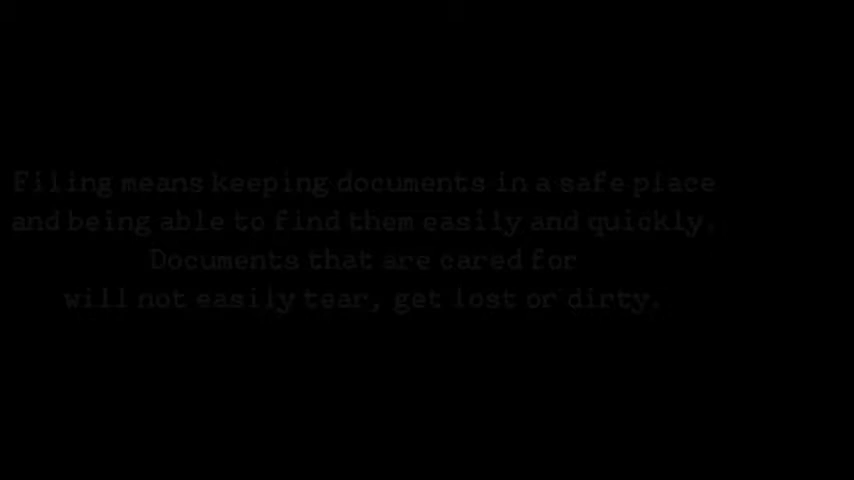 Filing means keeping documents in a safe place
and being able to find them easily and quickly.
Documents that are cared for
will not easily tear, get lost or dirty.